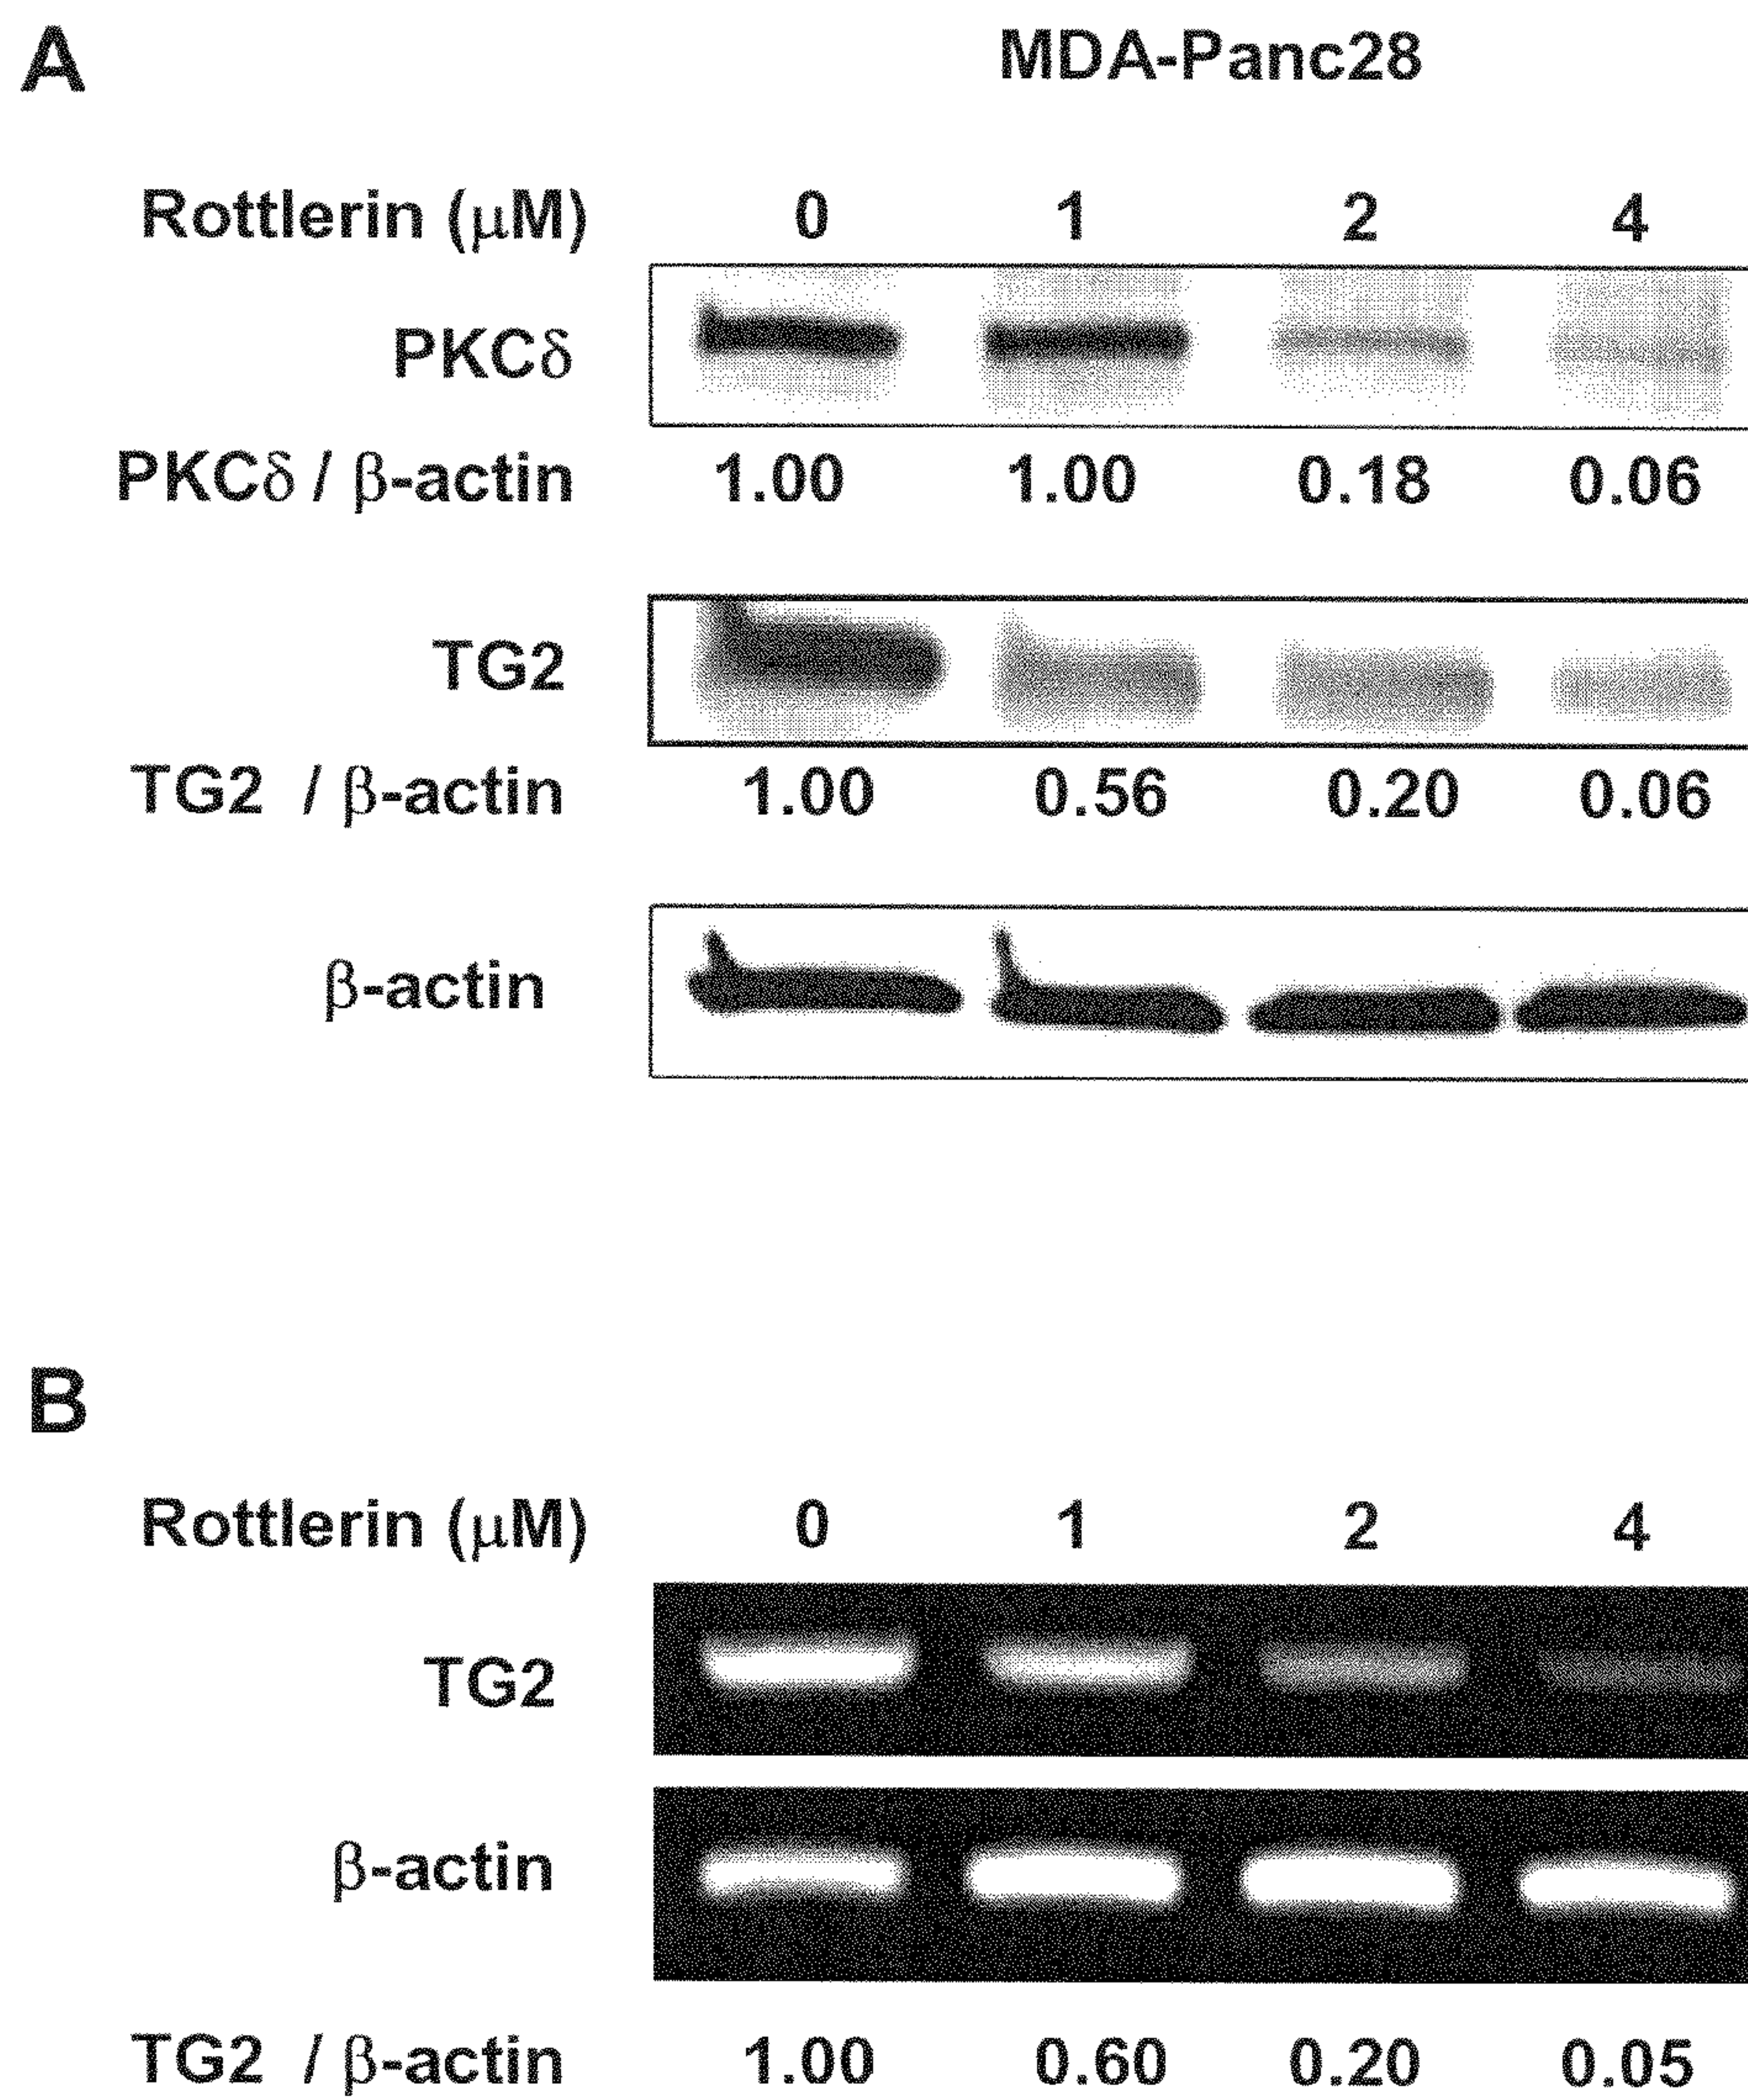 A
MDA-Panc28
Rottlerin (μM) 0 1 2 4
PKCδ
PKCδ / β-actin 1.00 1.00 0.18 0.06
TG2
TG2 / β-actin 1.00 0.56 0.20 0.06
β-actin
B
Rottlerin (μM) 0 1 2 4
TG2
β-actin
TG2 / β-actin 1.00 0.60 0.20 0.05